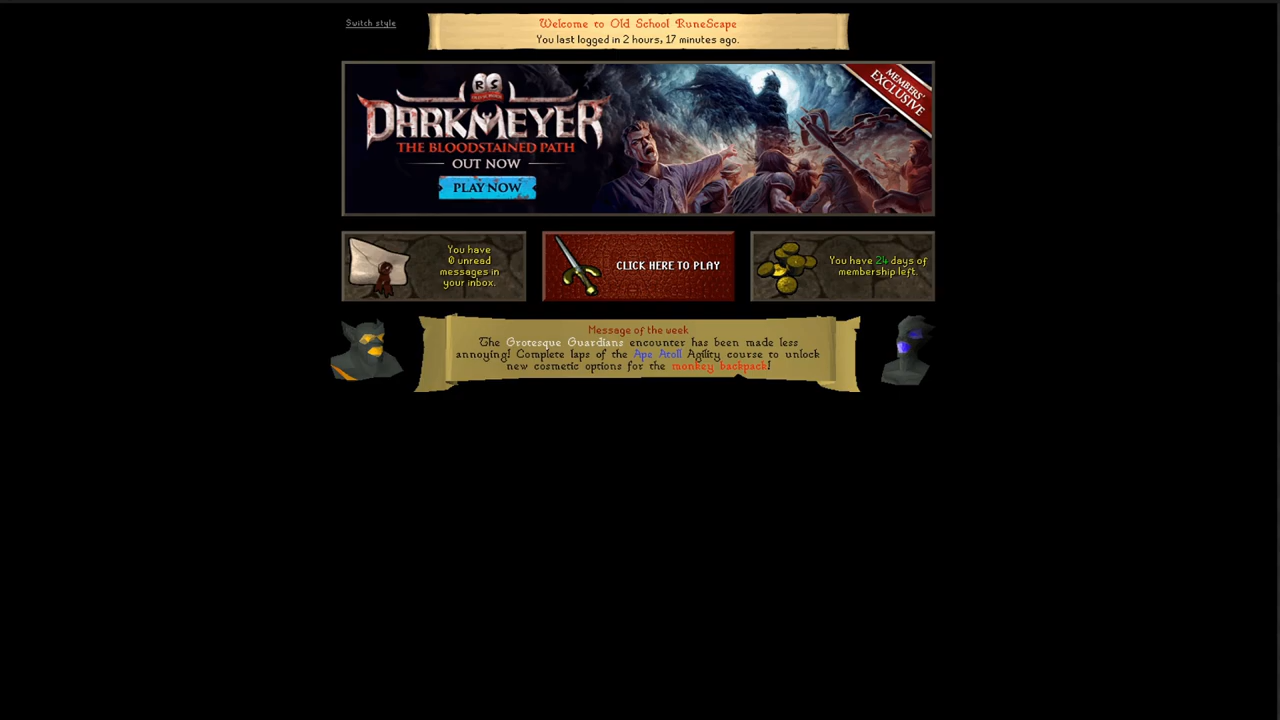 Switch style
Welcome to Old School RuneScape
You last logged in 2 hours, 17 minutes ago.
RS
DARKMEYER
THE BLOODSTAINED PATH
OUT NOW
PLAY NOW
MEMBERS'
EXCLUSIVE
You have
0 unread
messages in
your inbox.
CLICK HERE TO PLAY
You have 24 days of
membership left.
Message of the week
The Grotesque Guardians encounter has been made less
annoying! Complete laps of the Ape Atoll Agility course to unlock
new cosmetic options for the monkey backpack!